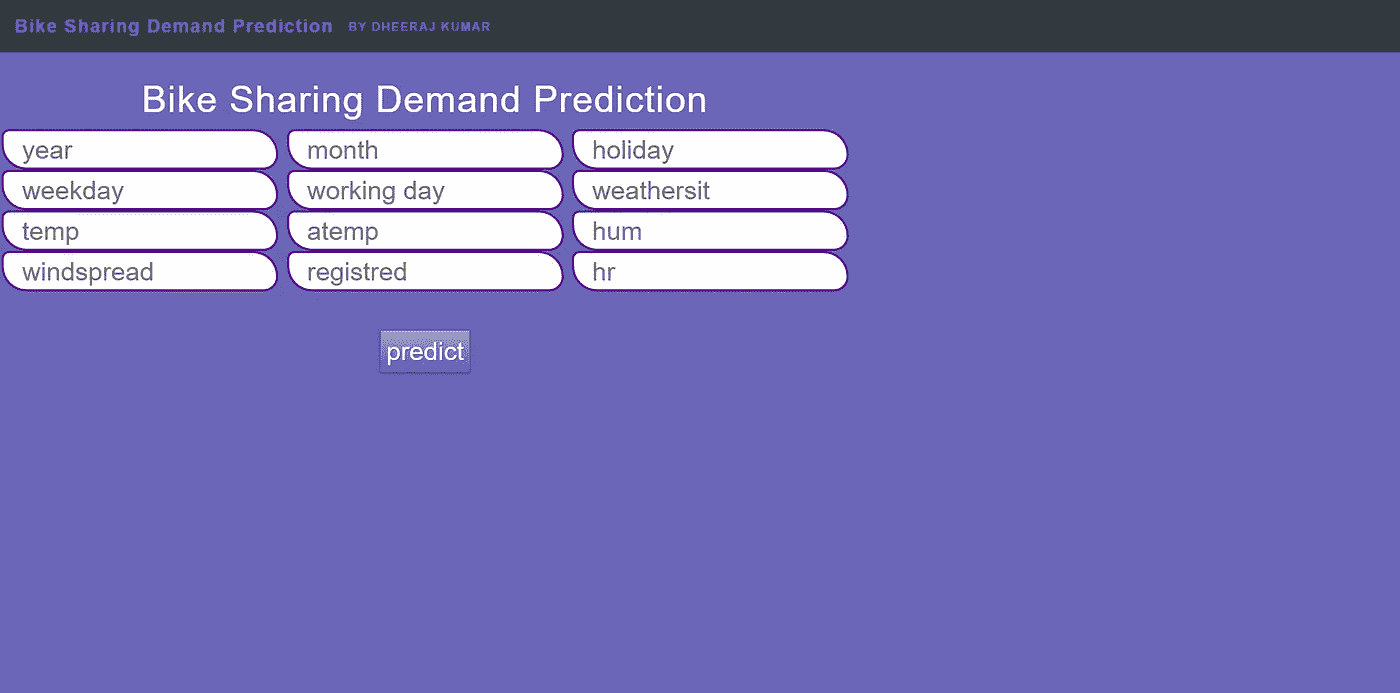 Bike Sharing Demand Prediction BY DHEERAJ KUMAR
Bike Sharing Demand Prediction
year month holiday
weekday working day weathersit
temp atemp hum
windspread registred hr
predict